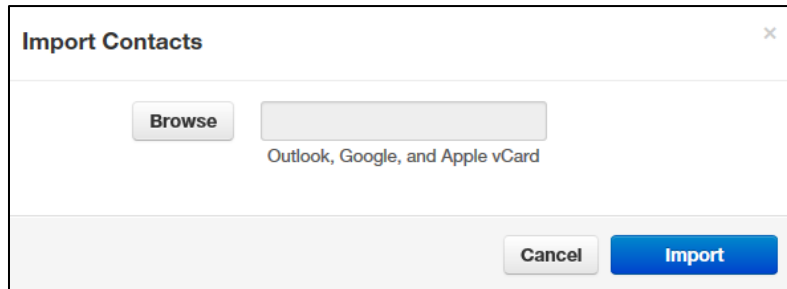 Import Contacts ×
Browse
Outlook, Google, and Apple vCard
Cancel Import